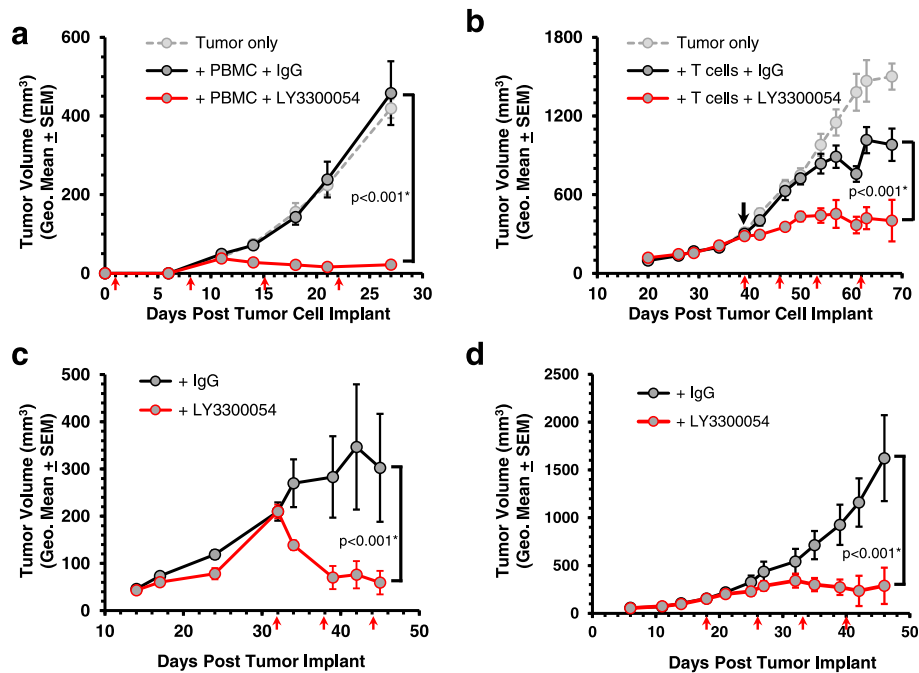 a
Tumor Volume (mm³)
(Geo. Mean ± SEM)
600
400
200
0
Tumor only
+ PBMC + IgG
+ PBMC + LY3300054
p<0.001*
0 5 10 15 20 25 30
Days Post Tumor Cell Implant
b
Tumor Volume (mm³)
(Geo. Mean ± SEM)
1800
1500
1200
900
600
300
0
Tumor only
+ T cells + IgG
+ T cells + LY3300054
p<0.001*
10 20 30 40 50 60 70
Days Post Tumor Cell Implant
c
Tumor Volume (mm³)
(Geo. Mean ± SEM)
500
400
300
200
100
0
+ IgG
+ LY3300054
p<0.001*
10 20 30 40 50
Days Post Tumor Implant
d
Tumor Volume (mm³)
(Geo. Mean ± SEM)
2500
2000
1500
1000
500
0
+ IgG
+ LY3300054
p<0.001*
0 10 20 30 40 50
Days Post Tumor Implant